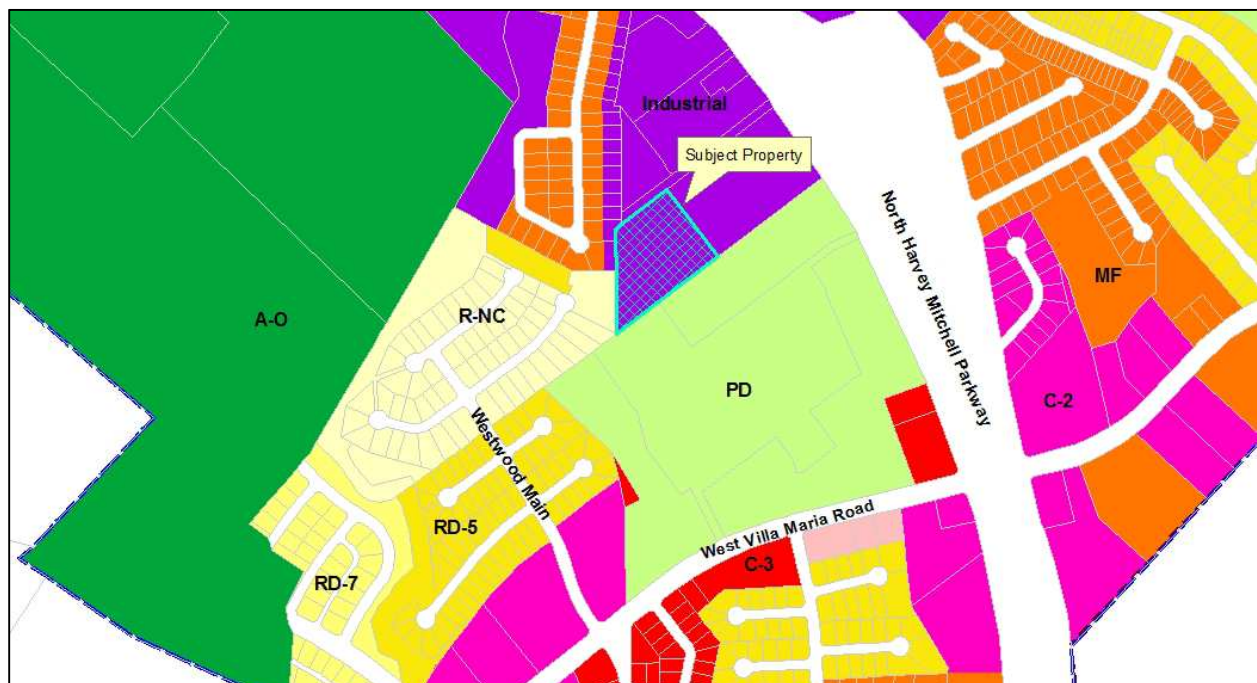 Industrial
Subject Property
North Harvey Mitchell Parkway
MF
A-O
R-NC
PD
C-2
Westwood Main
RD-5
West Villa Maria Road
C-3
RD-7